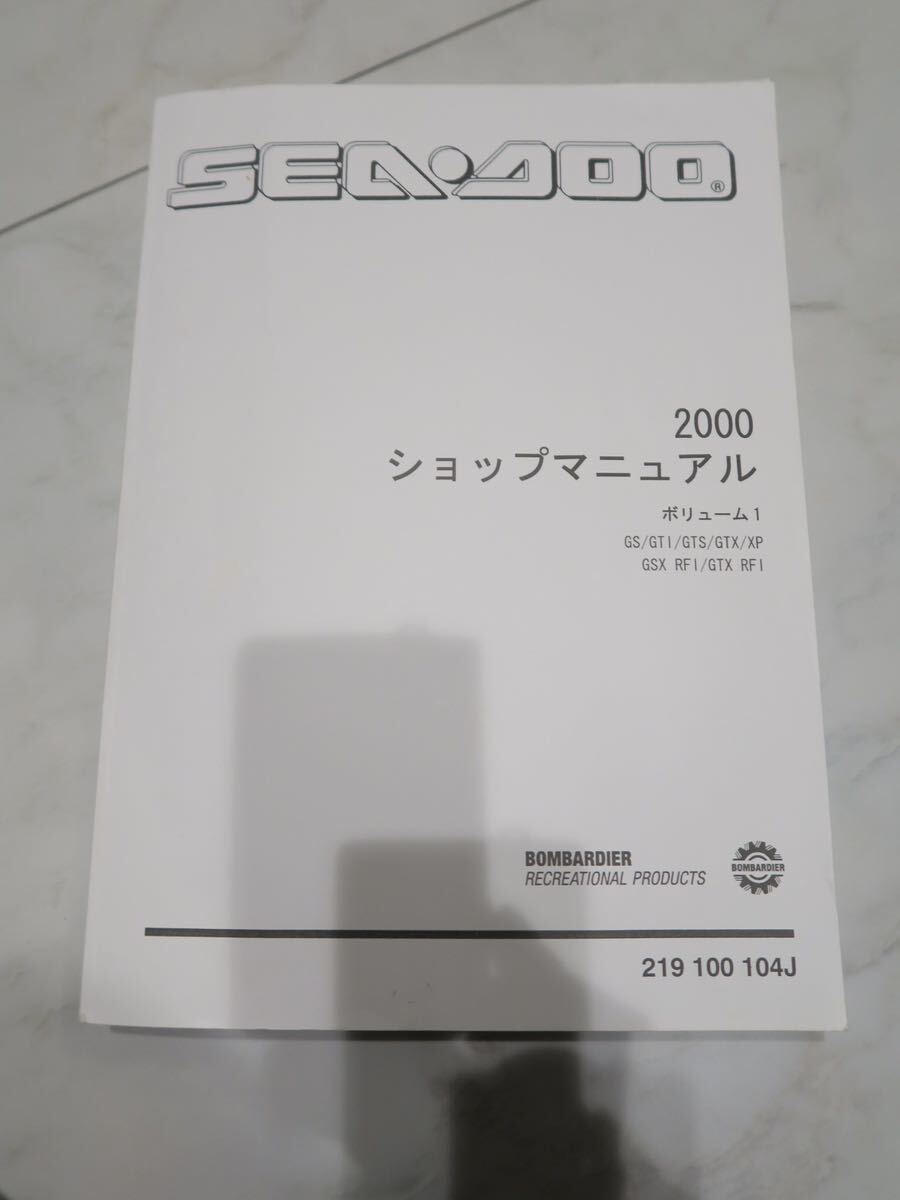 SEA·DOO®
2000
ショップマニュアル
ボリューム1
GS/GTI/GTS/GTX/XP
GSX RFI/GTX RFI
BOMBARDIER
RECREATIONAL PRODUCTS
BOMBARDIER
219 100 104J